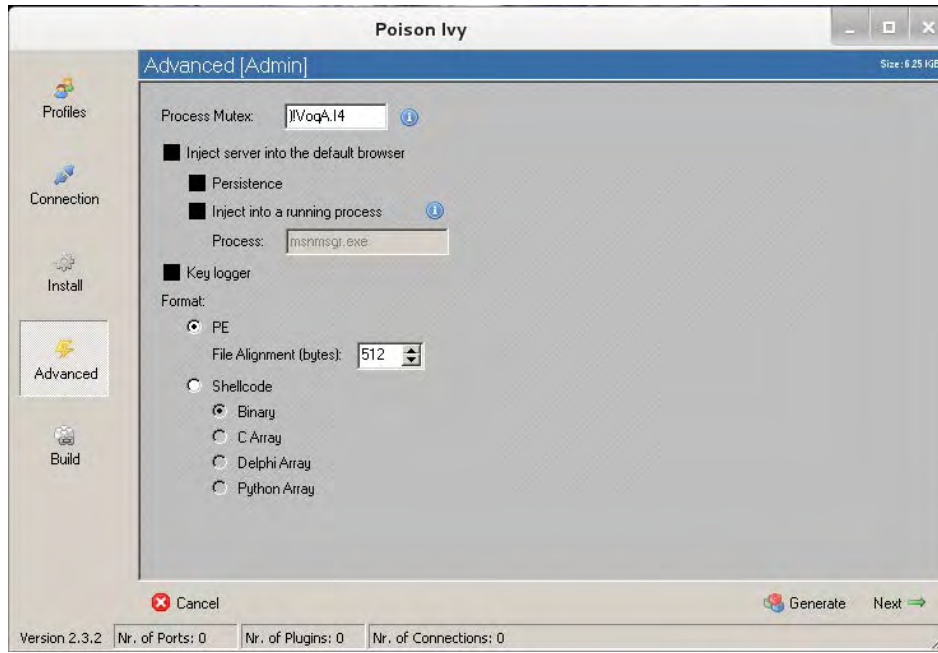 Poison Ivy
Advanced [Admin]
Size: 6.25 KiB
Profiles
Connection
Install
Advanced
Build
Process Mutex: )!VoqA.I4
Inject server into the default browser
Persistence
Inject into a running process
Process: msnmsgr.exe
Key logger
Format:
PE
File Alignment (bytes): 512
Shellcode
Binary
C Array
Delphi Array
Python Array
Cancel
Generate
Next
Version 2.3.2 Nr. of Ports: 0 Nr. of Plugins: 0 Nr. of Connections: 0